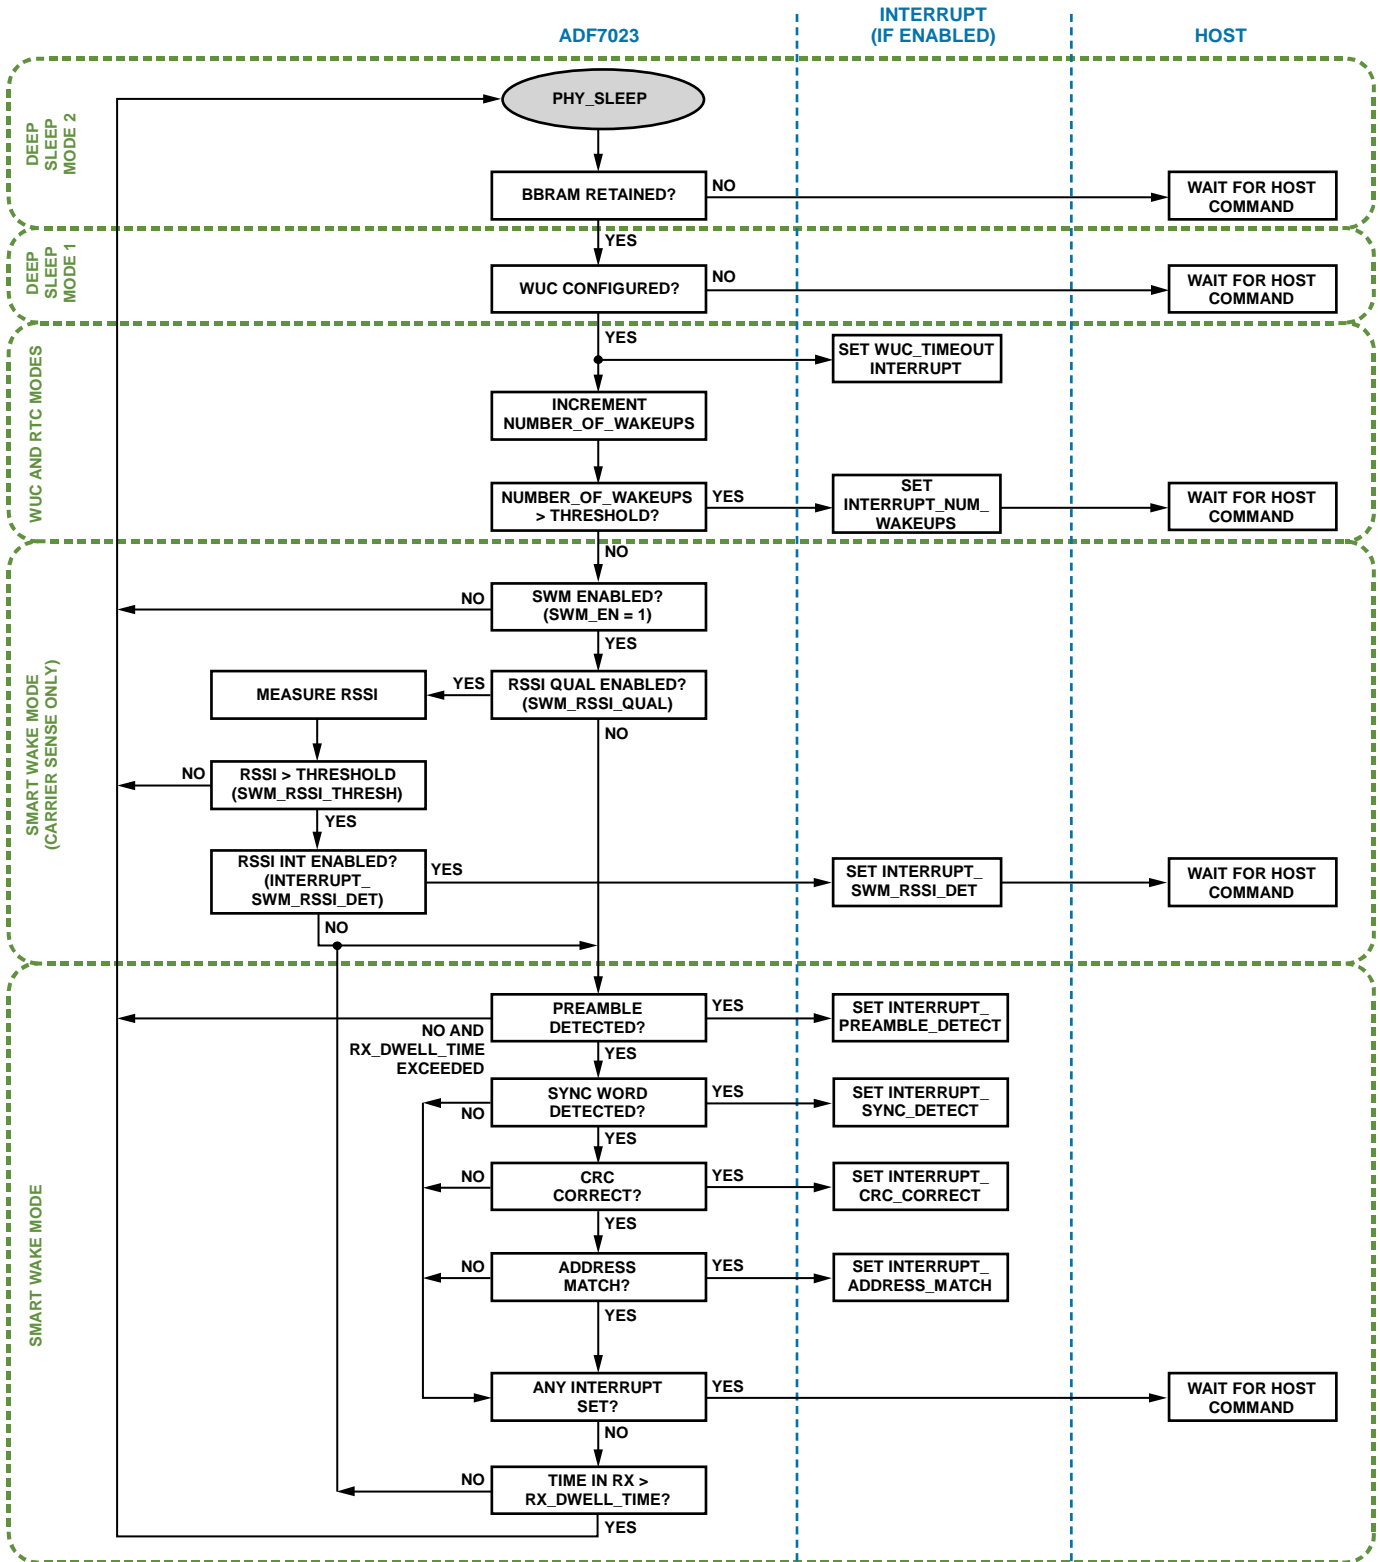 ADF7023
INTERRUPT
(IF ENABLED)
HOST
DEEP
SLEEP
MODE 2
PHY_SLEEP
BBRAM RETAINED?
NO
WAIT FOR HOST
COMMAND
YES
DEEP
SLEEP
MODE 1
WUC CONFIGURED?
NO
WAIT FOR HOST
COMMAND
YES
WUC AND RTC MODES
SET WUC_TIMEOUT
INTERRUPT
INCREMENT
NUMBER_OF_WAKEUPS
NUMBER_OF_WAKEUPS
> THRESHOLD?
YES
SET
INTERRUPT_NUM_
WAKEUPS
WAIT FOR HOST
COMMAND
NO
SMART WAKE MODE
(CARRIER SENSE ONLY)
SWM ENABLED?
(SWM_EN = 1)
NO
YES
RSSI QUAL ENABLED?
(SWM_RSSI_QUAL)
YES
MEASURE RSSI
NO
RSSI > THRESHOLD
(SWM_RSSI_THRESH)
NO
YES
RSSI INT ENABLED?
(INTERRUPT_
SWM_RSSI_DET)
YES
SET INTERRUPT_
SWM_RSSI_DET
WAIT FOR HOST
COMMAND
NO
SMART WAKE MODE
PREAMBLE
DETECTED?
YES
SET INTERRUPT_
PREAMBLE_DETECT
NO AND
RX_DWELL_TIME
EXCEEDED
YES
SYNC WORD
DETECTED?
YES
SET INTERRUPT_
SYNC_DETECT
NO
YES
CRC
CORRECT?
NO
YES
SET INTERRUPT_
CRC_CORRECT
YES
ADDRESS
MATCH?
NO
YES
SET INTERRUPT_
ADDRESS_MATCH
YES
ANY INTERRUPT
SET?
YES
WAIT FOR HOST
COMMAND
NO
TIME IN RX >
RX_DWELL_TIME?
NO
YES